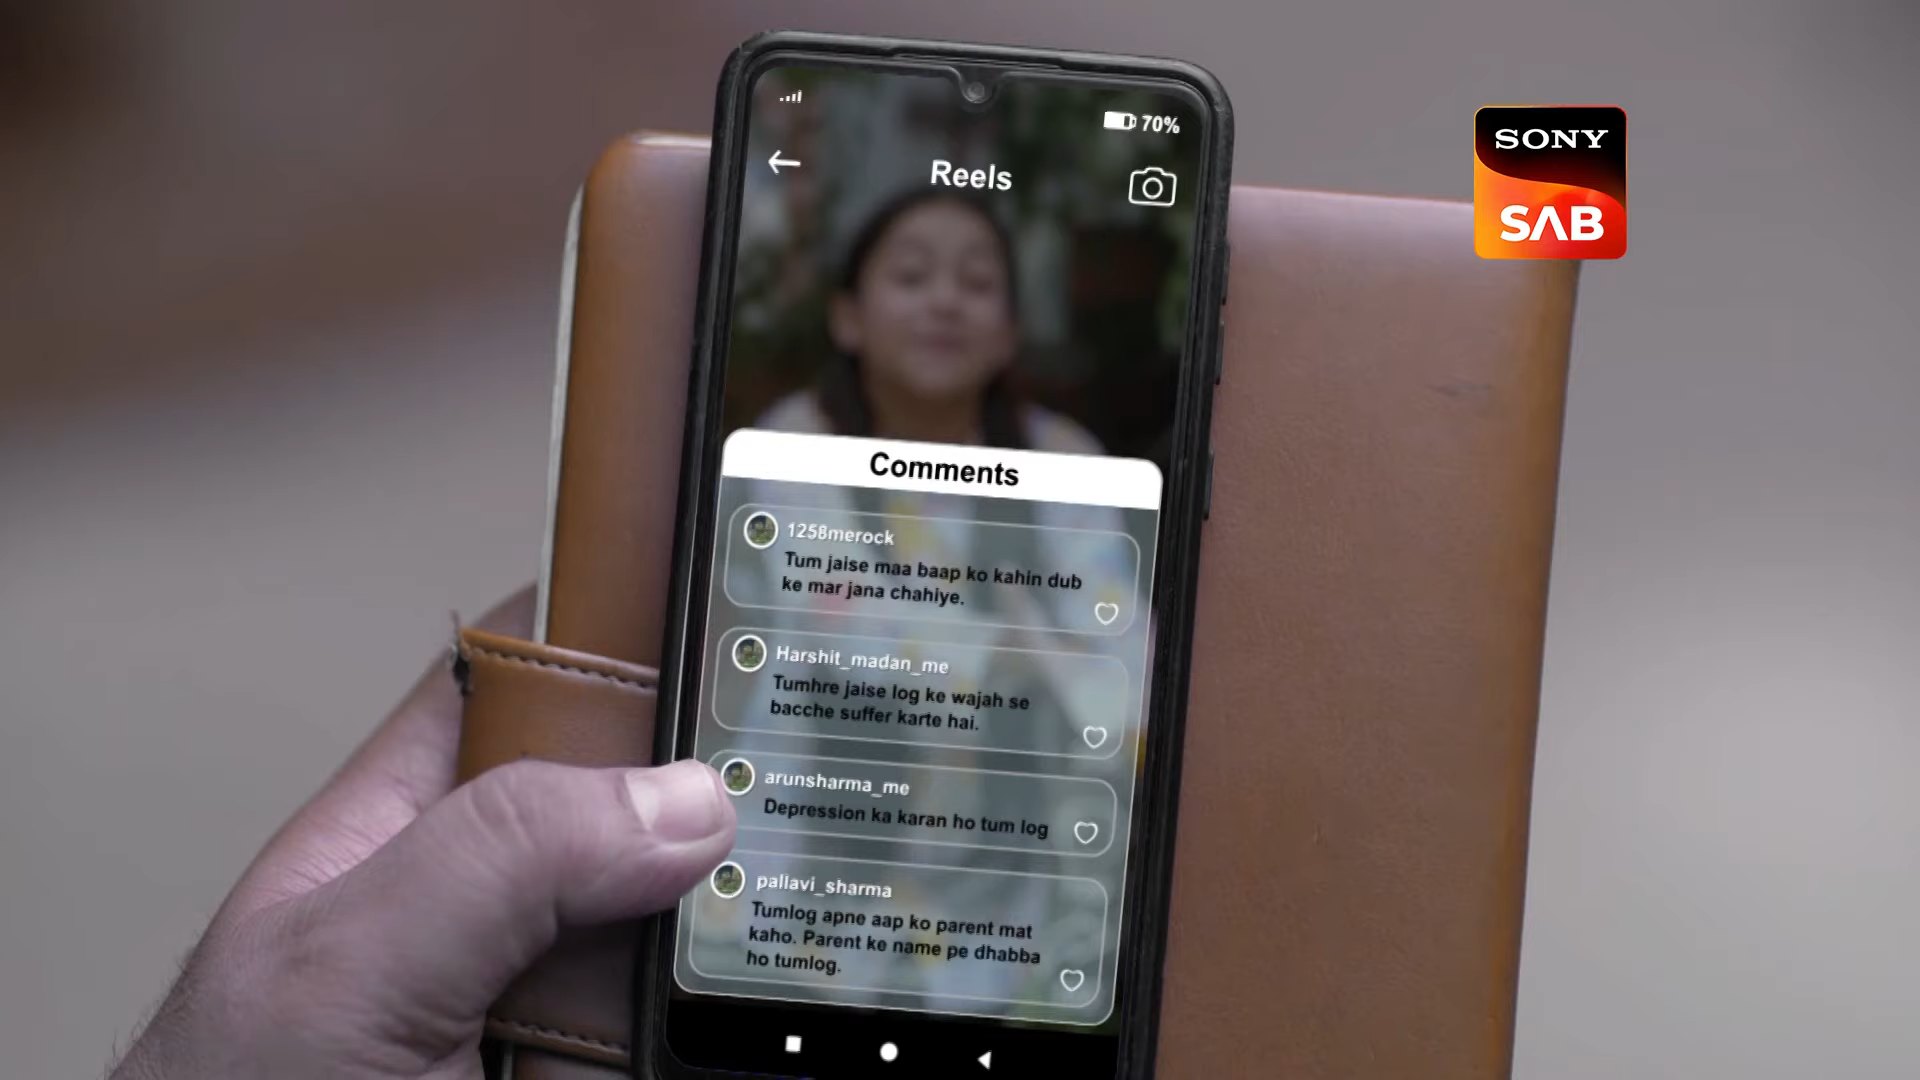 70%
Reels
SONY
SAB
Comments
1258merock
Tum jaise maa baap ko kahin dub
ke mar jana chahiye.
Harshit_madan_me
Tumhre jaise log ke wajah se
bacche suffer karte hai.
arunsharma_me
Depression ka karan ho tum log
pallavi_sharma
Tumlog apne aap ko parent mat
kaho. Parent ke name pe dhabba
ho tumlog.